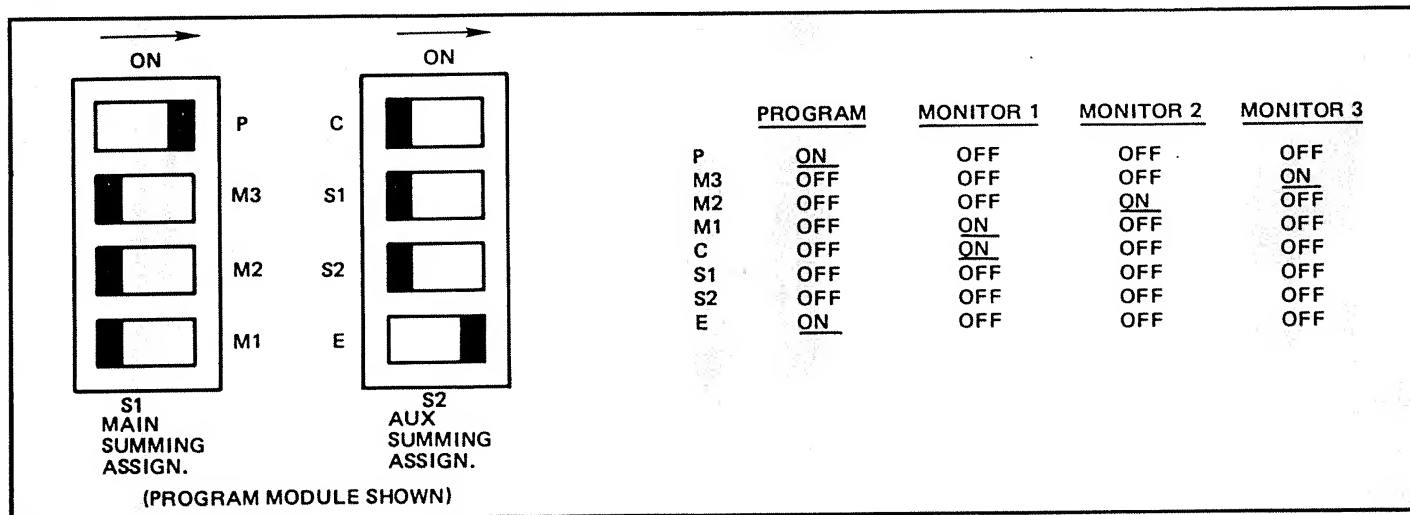 ON
ON
P C
M3 S1
M2 S2
M1 E
S1
MAIN
SUMMING
ASSIGN.
S2
AUX
SUMMING
ASSIGN.
(PROGRAM MODULE SHOWN)
PROGRAM MONITOR 1 MONITOR 2 MONITOR 3
P ON OFF OFF OFF
M3 OFF OFF OFF ON
M2 OFF OFF ON OFF
M1 OFF ON OFF OFF
C OFF ON OFF OFF
S1 OFF OFF OFF OFF
S2 OFF OFF OFF OFF
E ON OFF OFF OFF